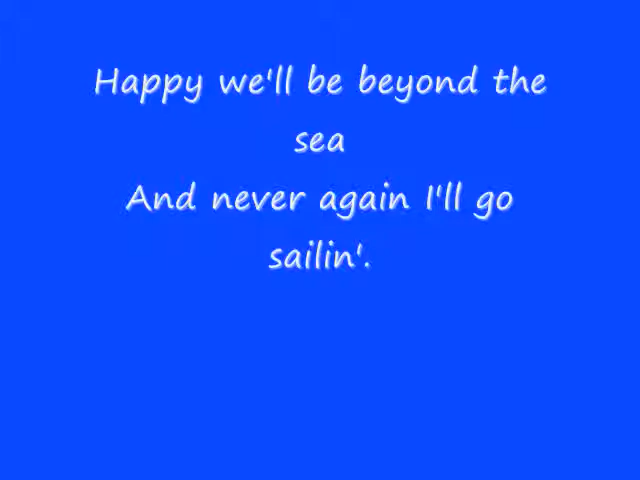 Happy we'll be beyond the
sea
And never again I'll go
sailin'.